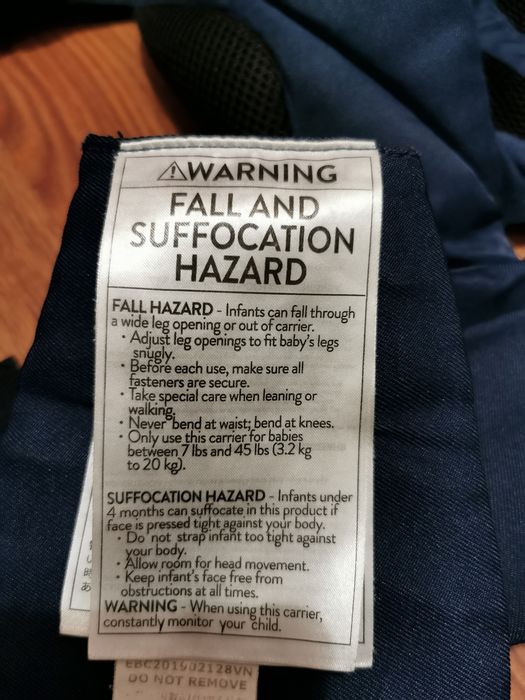 ⚠WARNING
FALL AND
SUFFOCATION
HAZARD
FALL HAZARD - Infants can fall through
a wide leg opening or out of carrier.
• Adjust leg openings to fit baby's legs
snugly.
• Before each use, make sure all
fasteners are secure.
• Take special care when leaning or
walking.
• Never bend at waist; bend at knees.
• Only use this carrier for babies
between 7 lbs and 45 lbs (3.2 kg
to 20 kg).
SUFFOCATION HAZARD - Infants under
4 months can suffocate in this product if
face is pressed tight against your body.
• Do not strap infant too tight against
your body.
• Allow room for head movement.
• Keep infant's face free from
obstructions at all times.
WARNING - When using this carrier,
constantly monitor your child.
EBC201902128VN
DO NOT REMOVE